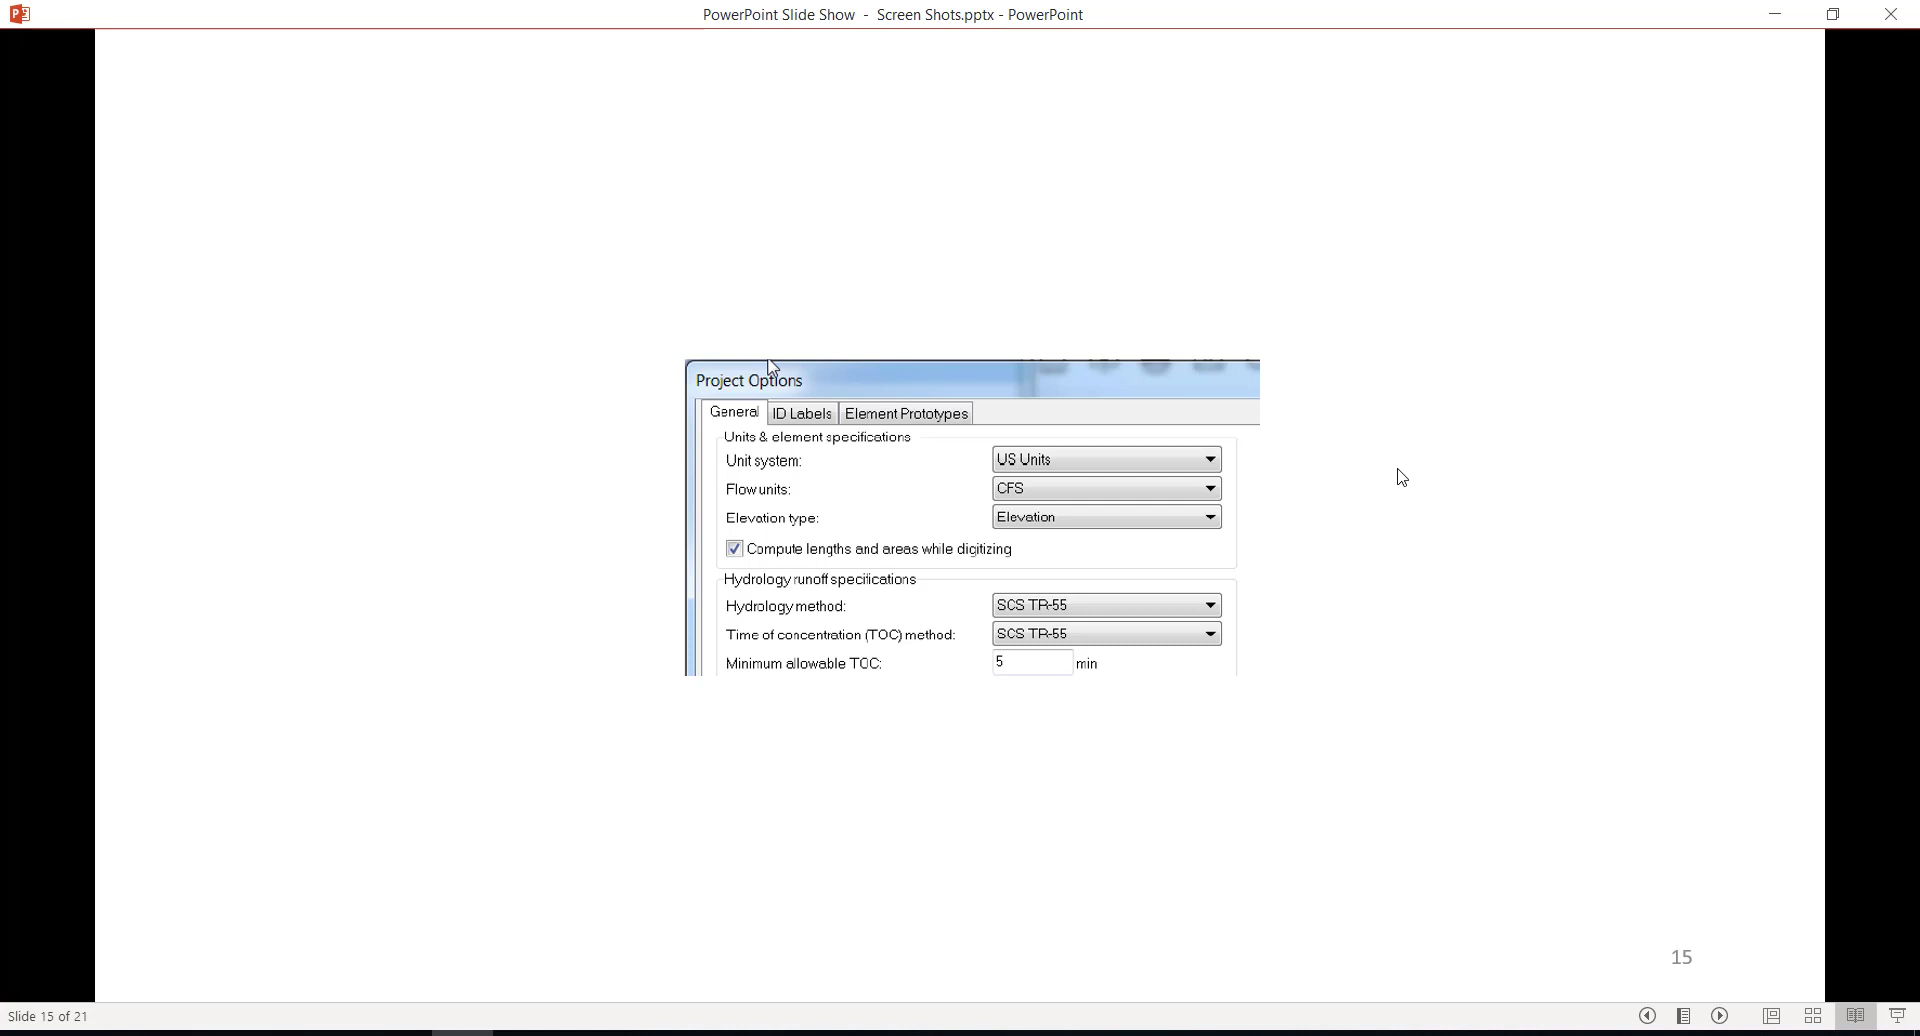 PowerPoint Slide Show - Screen Shots.pptx - PowerPoint
Project Options
General ID Labels Element Prototypes
Units & element specifications
Unit system: US Units
Flow units: CFS
Elevation type: Elevation
Compute lengths and areas while digitizing
Hydrology runoff specifications
Hydrology method: SCS TR-55
Time of concentration (TOC) method: SCS TR-55
Minimum allowable TOC: 5 min
15
Slide 15 of 21